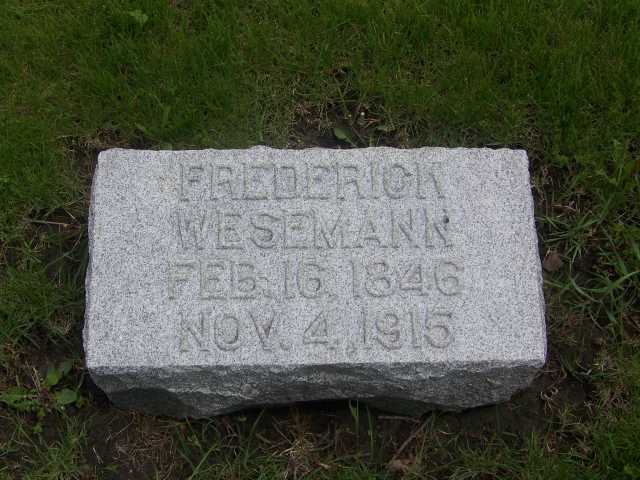 FREDERICK
WESEMANN
FEB. 16. 1846
NOV. 4. 1915